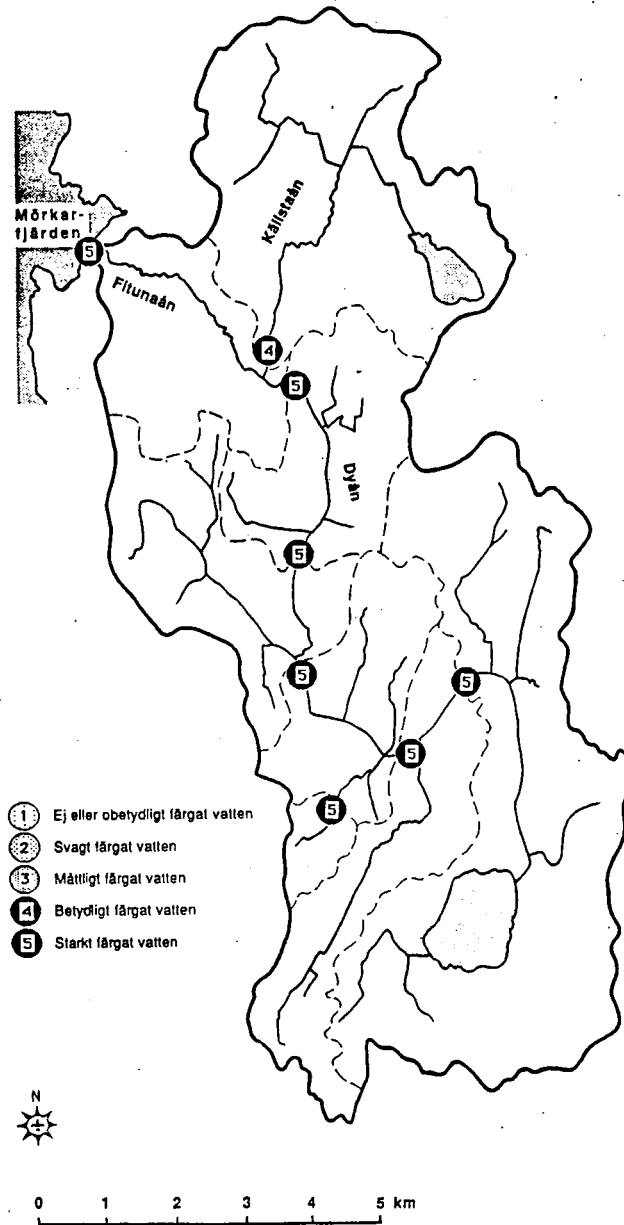 Mörkar-
fjärden
5
Fitunaån
Källstaån
4
5
Dyån
5
5
5
5
5
1 Ej eller obetydligt färgat vatten
2 Svagt färgat vatten
3 Måttligt färgat vatten
4 Betydligt färgat vatten
5 Starkt färgat vatten
N
0 1 2 3 4 5 km